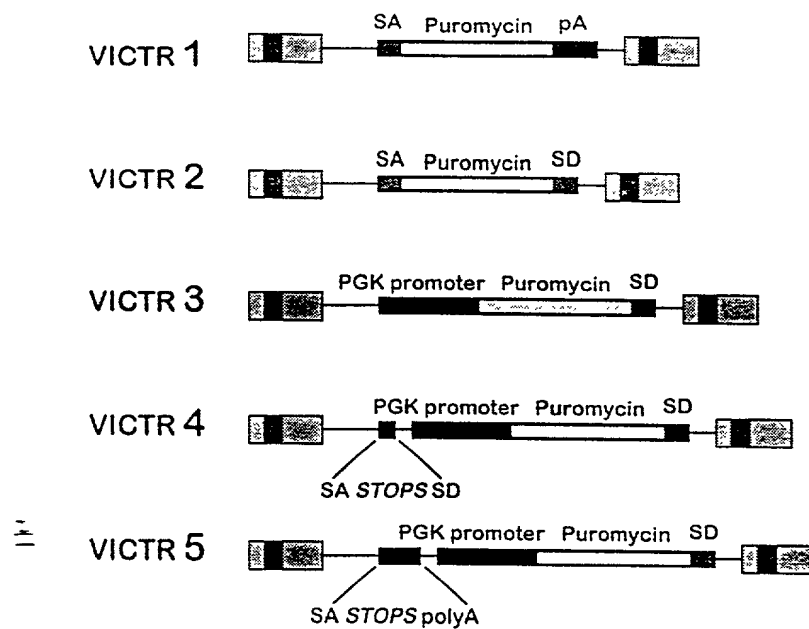 SA Puromycin pA
VICTR 1
SA Puromycin SD
VICTR 2
PGK promoter Puromycin SD
VICTR 3
PGK promoter Puromycin SD
VICTR 4
SA STOPS SD
PGK promoter Puromycin SD
VICTR 5
SA STOPS polyA